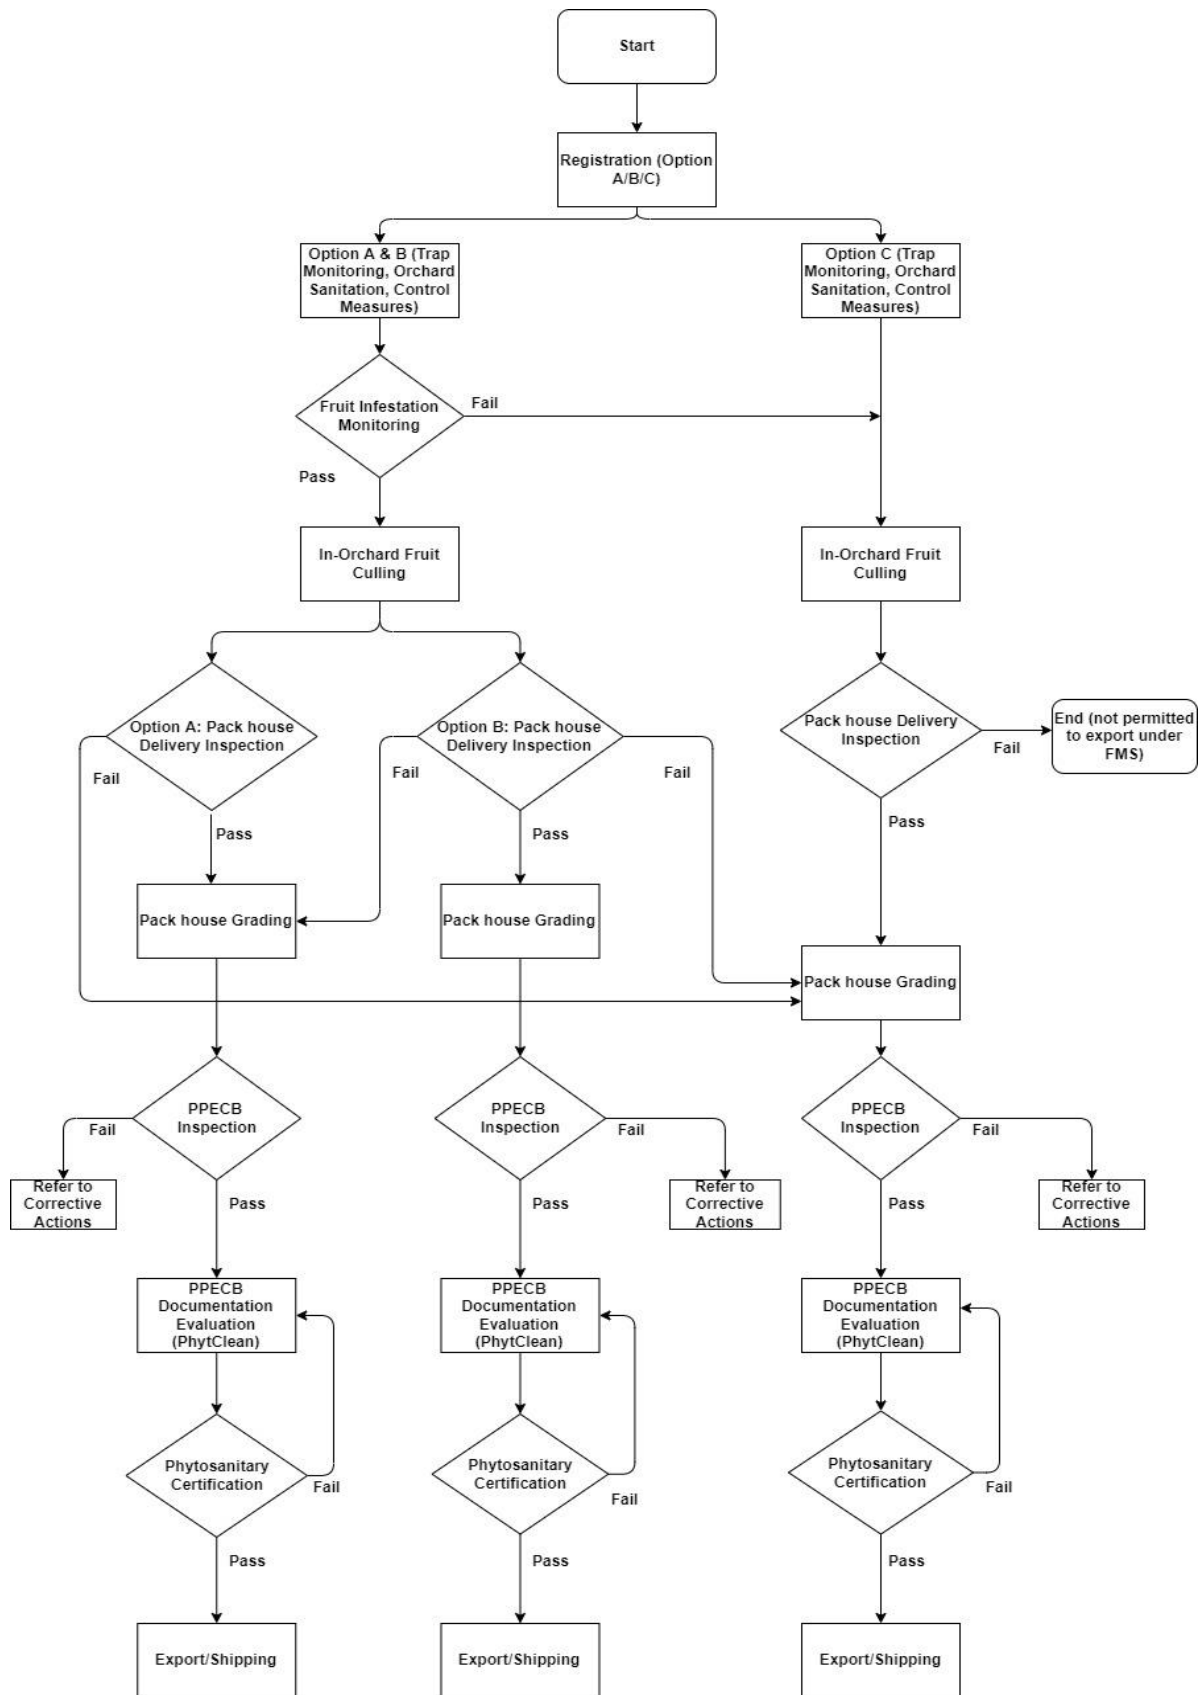 Start
Registration (Option
A/B/C)
Option A & B (Trap
Monitoring, Orchard
Sanitation, Control
Measures)
Option C (Trap
Monitoring, Orchard
Sanitation, Control
Measures)
Fruit Infestation
Monitoring
Fail
Pass
In-Orchard Fruit
Culling
In-Orchard Fruit
Culling
Option A: Pack house
Delivery Inspection
Fail
Pass
Option B: Pack house
Delivery Inspection
Fail
Fail
Pass
Pack house Delivery
Inspection
Fail
End (not permitted
to export under
FMS)
Pass
Pack house Grading
Pack house Grading
Pack house Grading
PPECB
Inspection
Fail
Refer to
Corrective
Actions
Pass
PPECB
Inspection
Fail
Refer to
Corrective
Actions
Pass
PPECB
Inspection
Fail
Refer to
Corrective
Actions
Pass
PPECB
Documentation
Evaluation
(PhytClean)
PPECB
Documentation
Evaluation
(PhytClean)
PPECB
Documentation
Evaluation
(PhytClean)
Phytosanitary
Certification
Fail
Pass
Phytosanitary
Certification
Fail
Pass
Phytosanitary
Certification
Fail
Pass
Export/Shipping
Export/Shipping
Export/Shipping